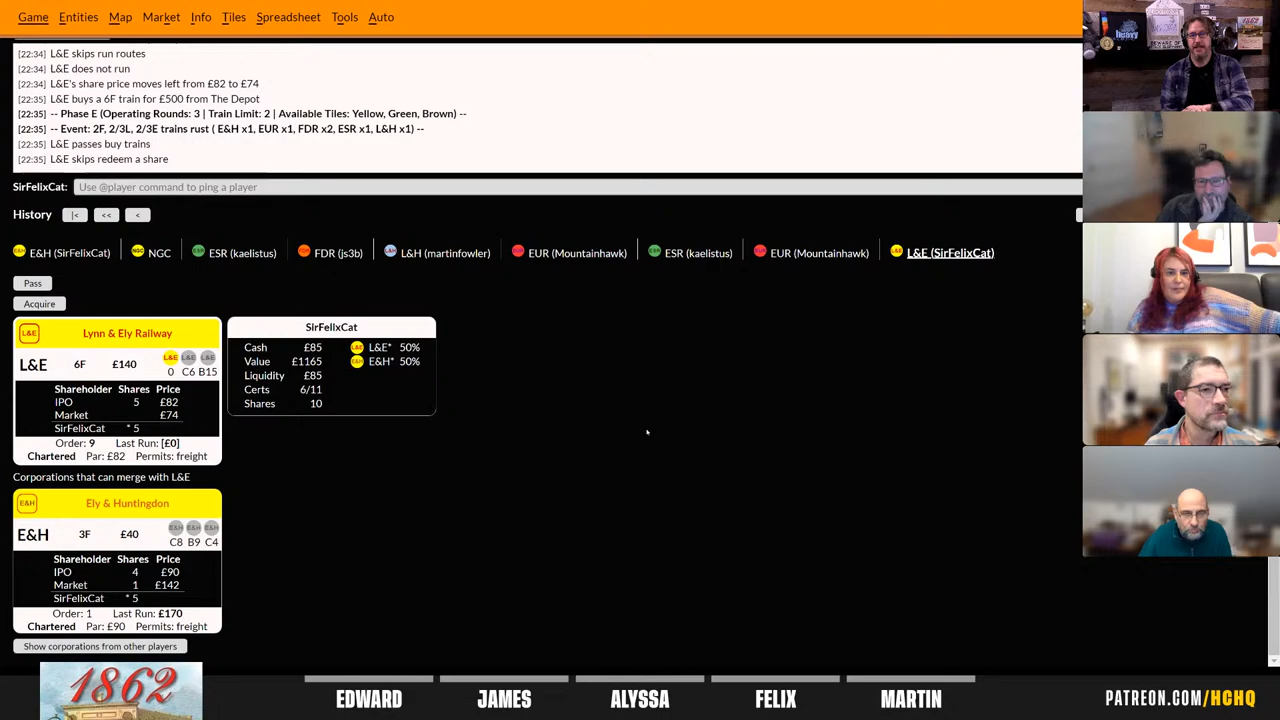 Game Entities Map Market Info Tiles Spreadsheet Tools Auto
[22:34] L&E skips run routes
[22:34] L&E does not run
[22:34] L&E's share price moves left from £82 to £74
[22:35] L&E buys a 6F train for £500 from The Depot
[22:35] -- Phase E (Operating Rounds: 3 | Train Limit: 2 | Available Tiles: Yellow, Green, Brown) --
[22:35] -- Event: 2F, 2/3L, 2/3E trains rust ( E&H x1, EUR x1, FDR x2, ESR x1, L&H x1) --
[22:35] L&E passes buy trains
[22:35] L&E skips redeem a share
SirFelixCat: Use @player command to ping a player
History |< << <
E&H (SirFelixCat) NGC ESR (kaelistus) FDR (js3b) L&H (martinfowler) EUR (Mountainhawk) ESR (kaelistus) EUR (Mountainhawk) L&E (SirFelixCat)
Pass
Acquire
L&E Lynn & Ely Railway
L&E 6F £140 L&E L&E L&E
0 C6 B15
Shareholder Shares Price
IPO 5 £82
Market £74
SirFelixCat * 5
Order: 9 Last Run: [£0]
Chartered Par: £82 Permits: freight
SirFelixCat
Cash £85 L&E* 50%
Value £1165 E&H* 50%
Liquidity £85
Certs 6/11
Shares 10
Corporations that can merge with L&E
E&H Ely & Huntingdon
E&H 3F £40 E&H E&H E&H
C8 B9 C4
Shareholder Shares Price
IPO 4 £90
Market 1 £142
SirFelixCat * 5
Order: 1 Last Run: £170
Chartered Par: £90 Permits: freight
Show corporations from other players
1862
EDWARD JAMES ALYSSA FELIX MARTIN
PATREON.COM/HCHQ